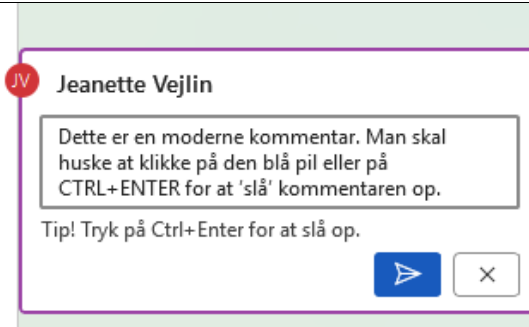 JV
Jeanette Vejlin
Dette er en moderne kommentar. Man skal
huske at klikke på den blå pil eller på
CTRL+ENTER for at 'slå' kommentaren op.
Tip! Tryk på Ctrl+Enter for at slå op.